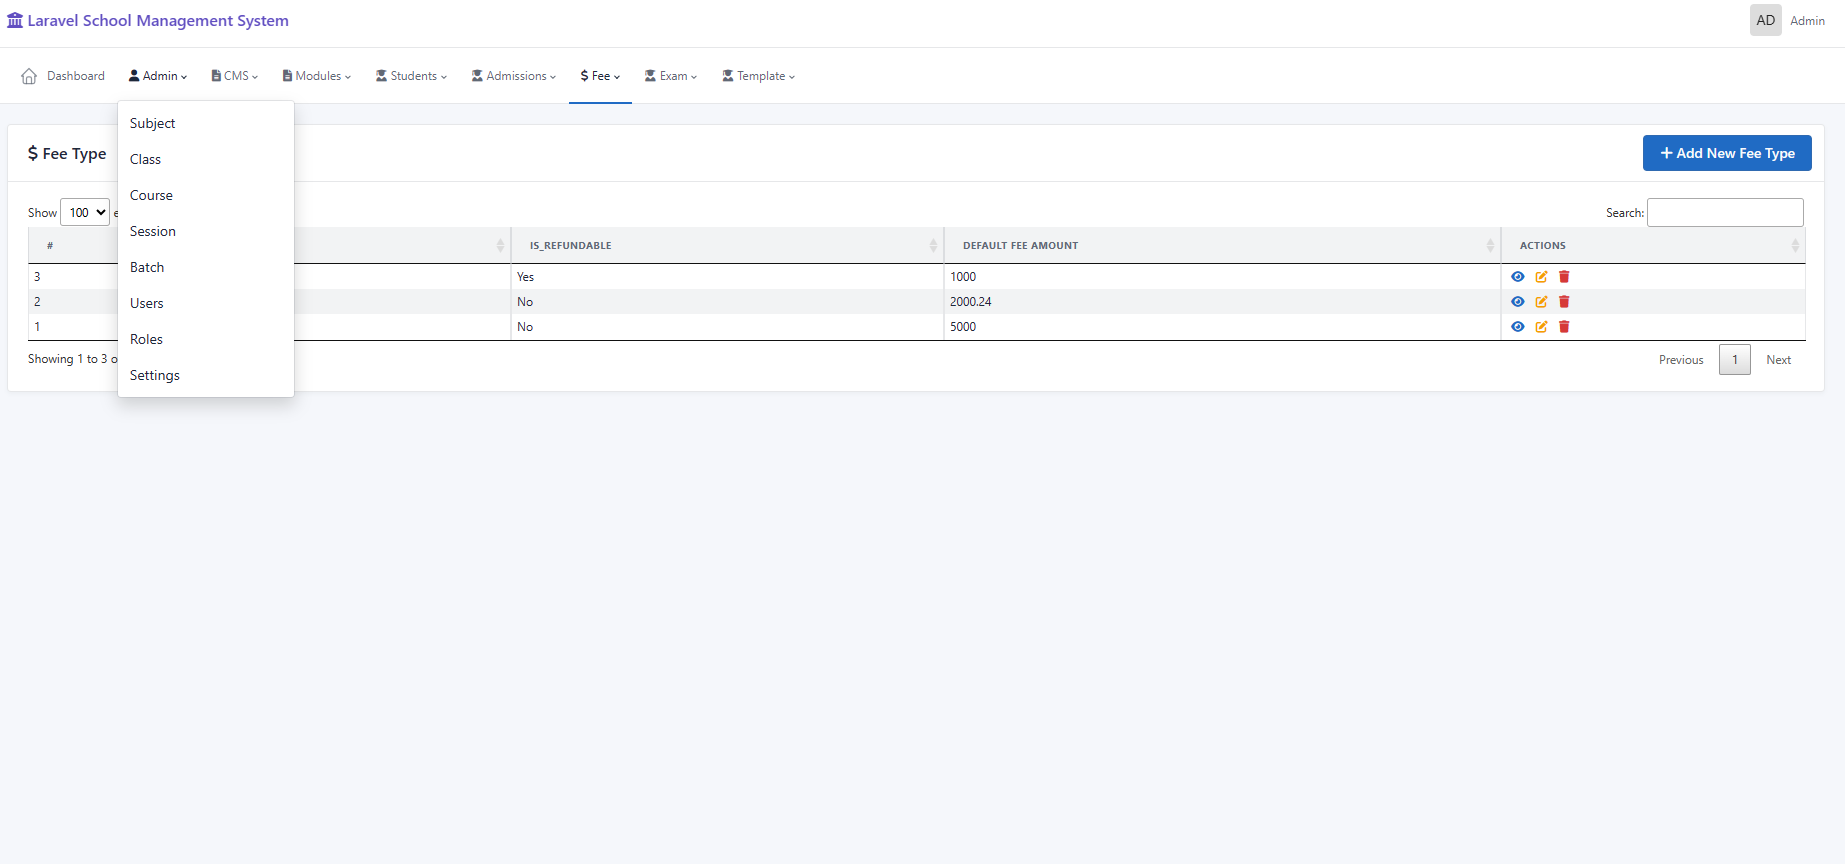 Laravel School Management System
AD Admin
Dashboard Admin CMS Modules Students Admissions $ Fee Exam Template
Subject
Class
Course
Session
Batch
Users
Roles
Settings
$ Fee Type
+ Add New Fee Type
Show 100
Search:
# IS_REFUNDABLE DEFAULT FEE AMOUNT ACTIONS
3 Yes 1000
2 No 2000.24
1 No 5000
Showing 1 to 3
Previous 1 Next